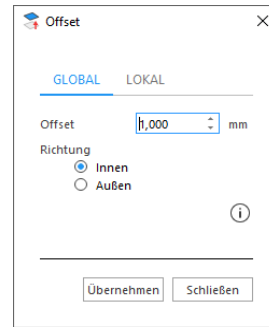 Offset
GLOBAL LOKAL
Offset 1,000 mm
Richtung
Innen
Außen
Übernehmen Schließen